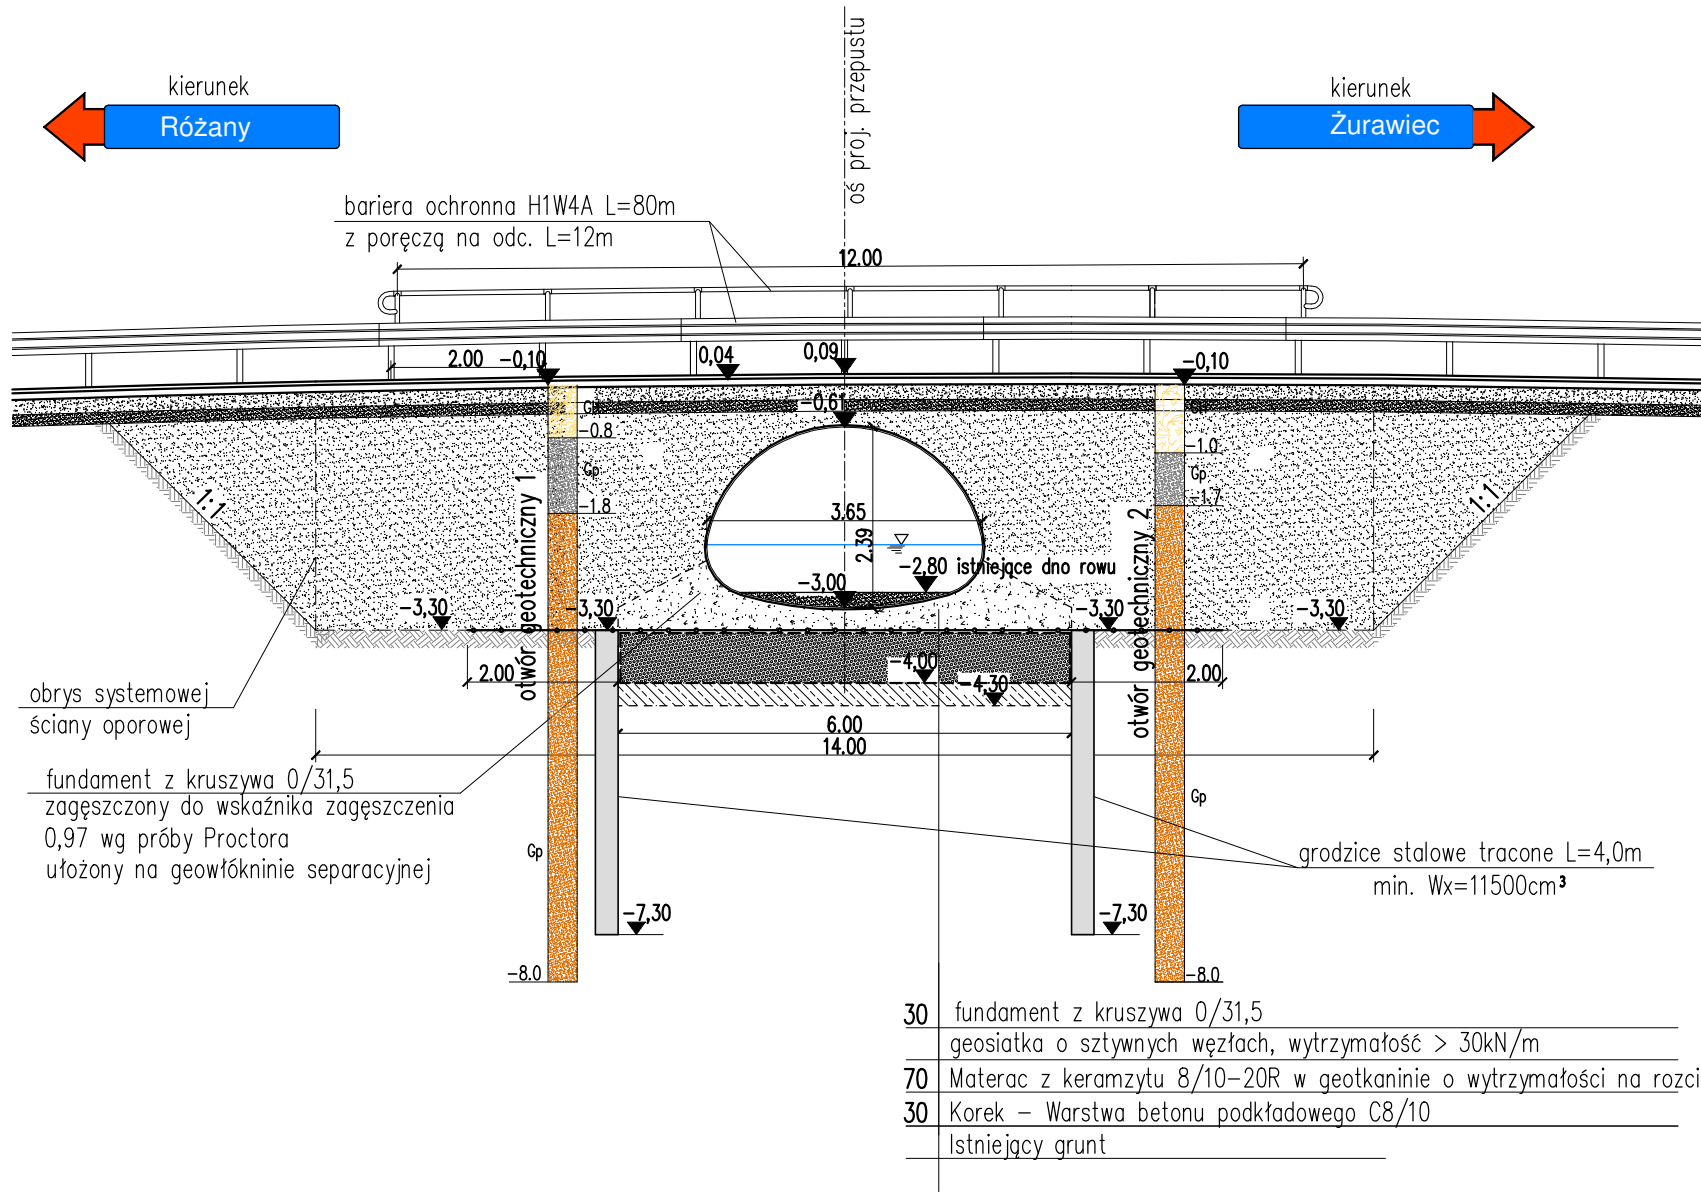 oś proj. przepustu
kierunek
Różany
kierunek
Żurawiec
bariera ochronna H1W4A L=80m
z poręczą na odc. L=12m
12.00
2.00
-0,10
0,04
0,09
-0,10
-0,61
-0.8
-1.0
Gp
Gp
-1.8
-1.7
1:1
1:1
otwór geotechniczny 1
otwór geotechniczny 2
3.65
2.39
-2,80 istniejące dno rowu
-3,00
-3,30
-3,30
-3,30
-3,30
2.00
-4,00
-4,30
2.00
obrys systemowej
ściany oporowej
6.00
14.00
fundament z kruszywa 0/31,5
zagęszczony do wskaźnika zagęszczenia
0,97 wg próby Proctora
ułożony na geowłókninie separacyjnej
Gp
Gp
grodzice stalowe tracone L=4,0m
min. Wx=11500cm³
-7,30
-7,30
-8.0
-8.0
30 fundament z kruszywa 0/31,5
geosiatka o sztywnych węzłach, wytrzymałość > 30kN/m
70 Materac z keramzytu 8/10-20R w geotkaninie o wytrzymałości na rozci
30 Korek – Warstwa betonu podkładowego C8/10
Istniejący grunt